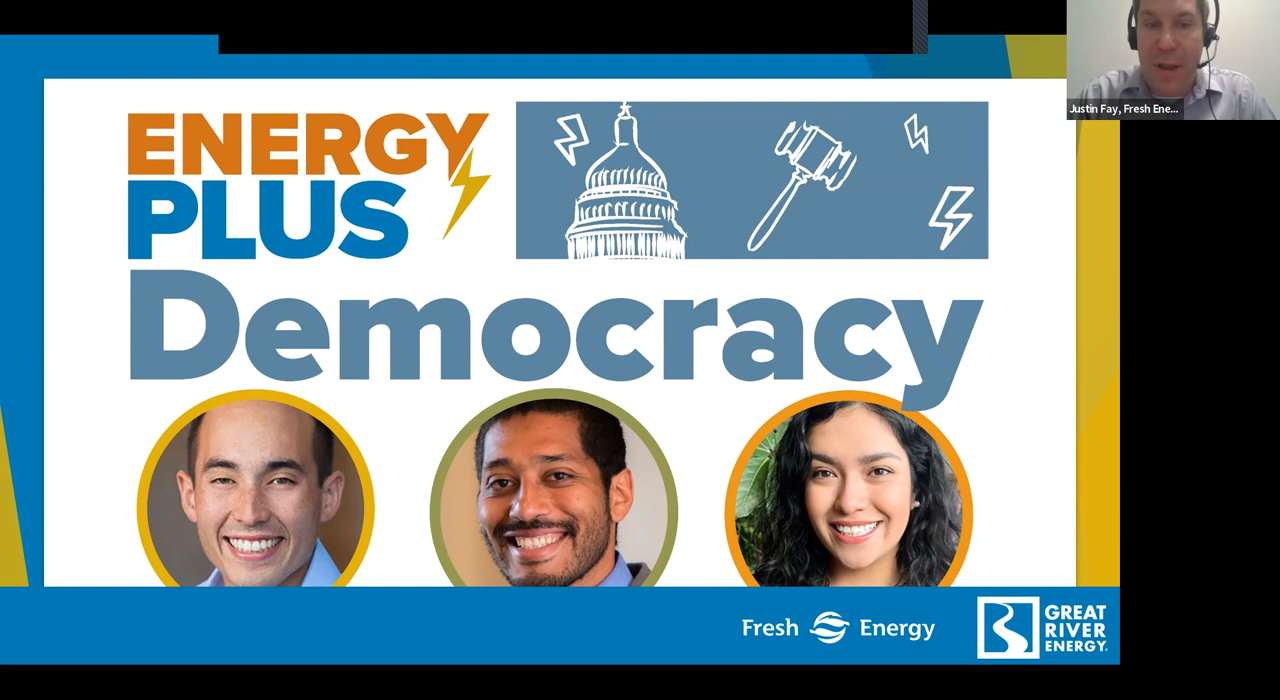 ENERGY
PLUS
Democracy
Justin Fay, Fresh Ene...
Fresh Energy
GREAT
RIVER
ENERGY®